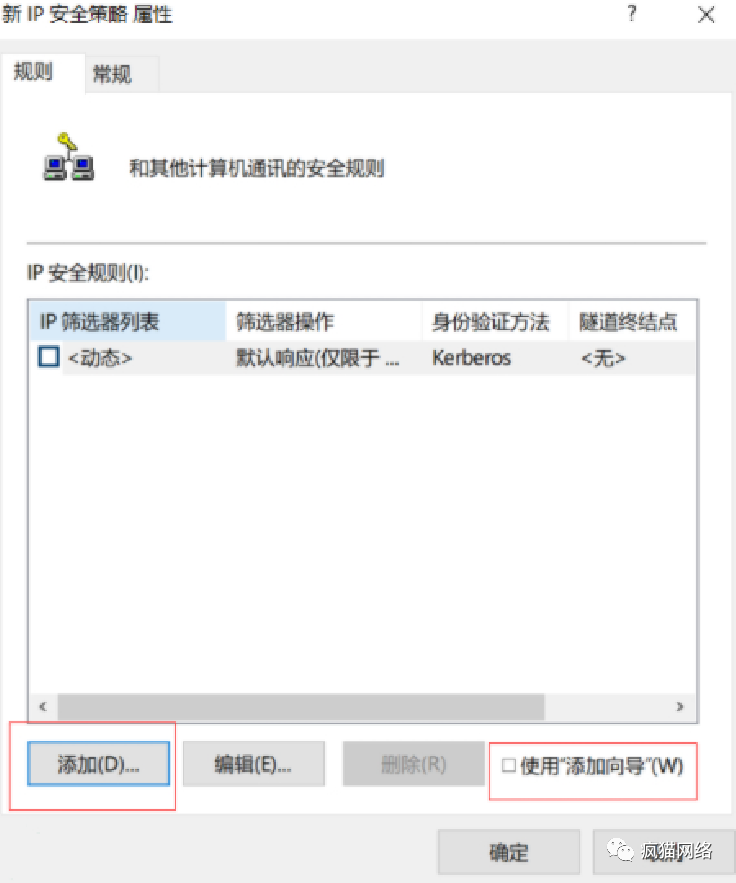 新 IP 安全策略 属性
?
规则 常规
和其他计算机通讯的安全规则
IP 安全规则(I):
IP 筛选器列表 筛选器操作 身份验证方法 隧道终结点
<动态> 默认响应(仅限于 ... Kerberos <无>
添加(D)... 编辑(E)... 删除(R) 使用"添加向导"(W)
确定 疯猫网络